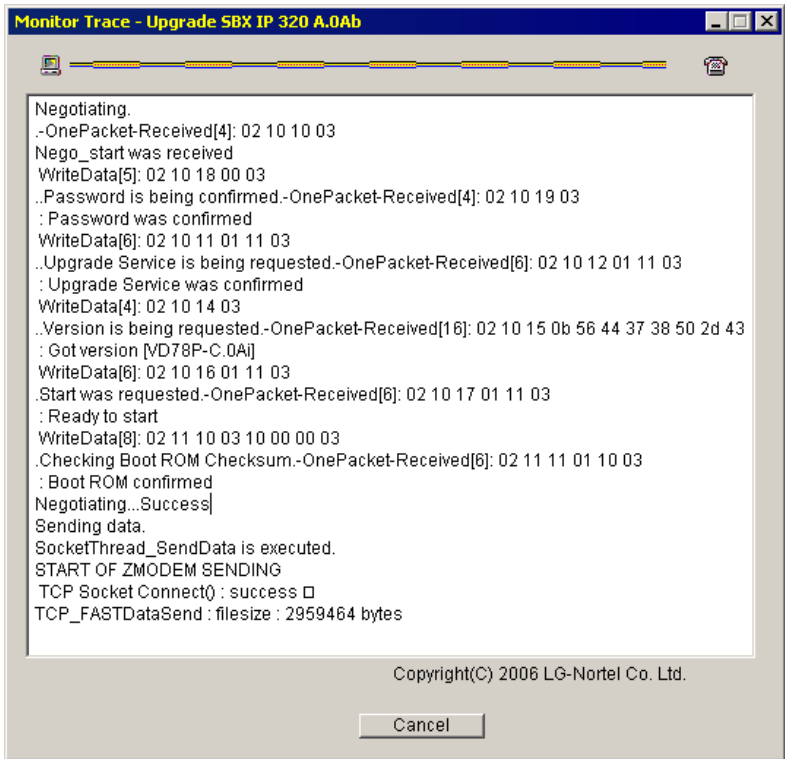 Monitor Trace - Upgrade SBX IP 320 A.0Ab
Negotiating.
.-OnePacket-Received[4]: 02 10 10 03
Nego_start was received
WriteData[5]: 02 10 18 00 03
..Password is being confirmed.-OnePacket-Received[4]: 02 10 19 03
: Password was confirmed
WriteData[6]: 02 10 11 01 11 03
..Upgrade Service is being requested.-OnePacket-Received[6]: 02 10 12 01 11 03
: Upgrade Service was confirmed
WriteData[4]: 02 10 14 03
..Version is being requested.-OnePacket-Received[16]: 02 10 15 0b 56 44 37 38 50 2d 43
: Got version [VD78P-C.0Ai]
WriteData[6]: 02 10 16 01 11 03
.Start was requested.-OnePacket-Received[6]: 02 10 17 01 11 03
: Ready to start
WriteData[8]: 02 11 10 03 10 00 00 03
.Checking Boot ROM Checksum.-OnePacket-Received[6]: 02 11 11 01 10 03
: Boot ROM confirmed
Negotiating...Success
Sending data.
SocketThread_SendData is executed.
START OF ZMODEM SENDING
TCP Socket Connect() : success □
TCP_FASTDataSend : filesize : 2959464 bytes
Copyright(C) 2006 LG-Nortel Co. Ltd.
Cancel